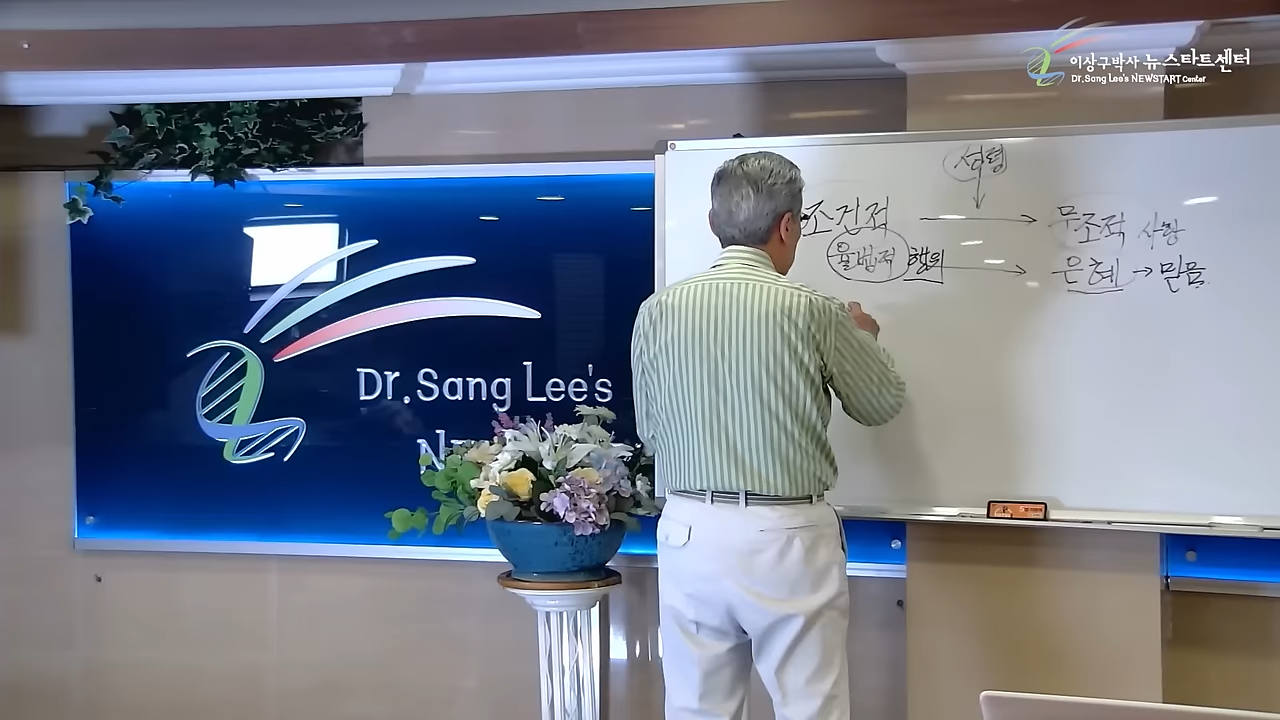 이상구박사 뉴스타트센터
Dr. Sang Lee's NEWSTART Center
Dr. Sang Lee's
성령
조건적 → 무조적 사랑
율법적 행위 → 은혜 → 믿음